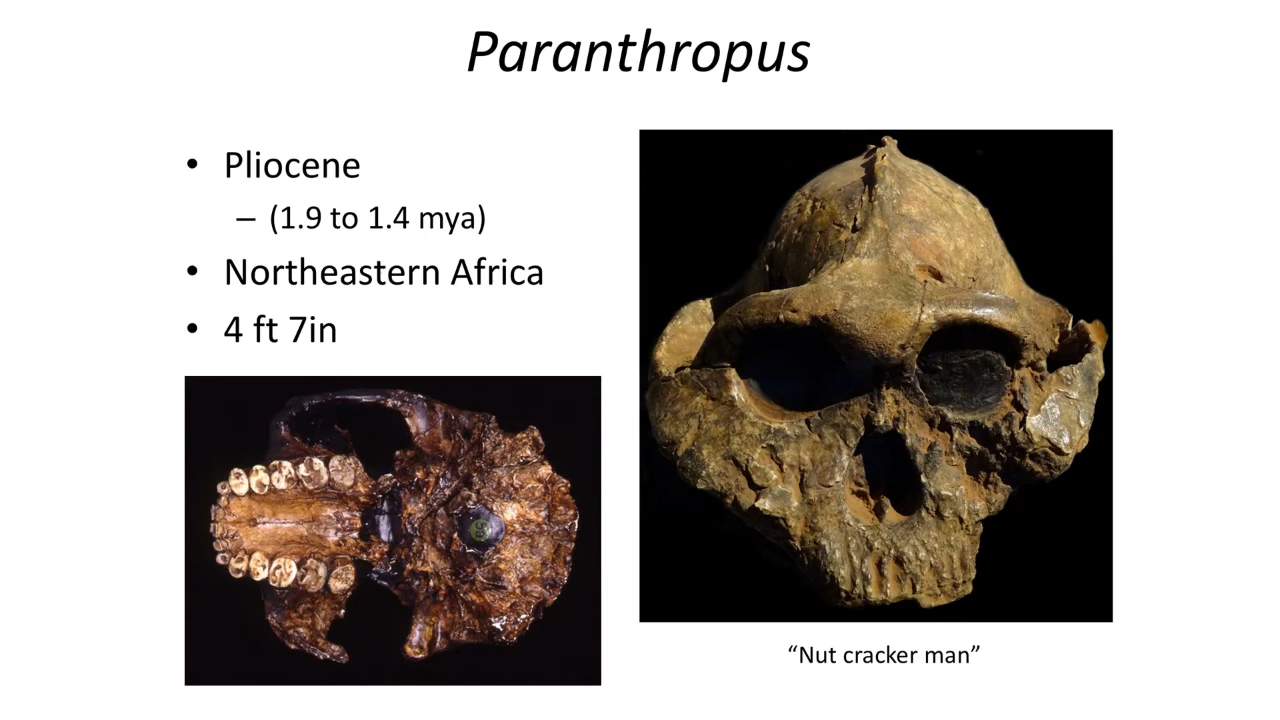 Paranthropus
• Pliocene
– (1.9 to 1.4 mya)
• Northeastern Africa
• 4 ft 7in
“Nut cracker man”